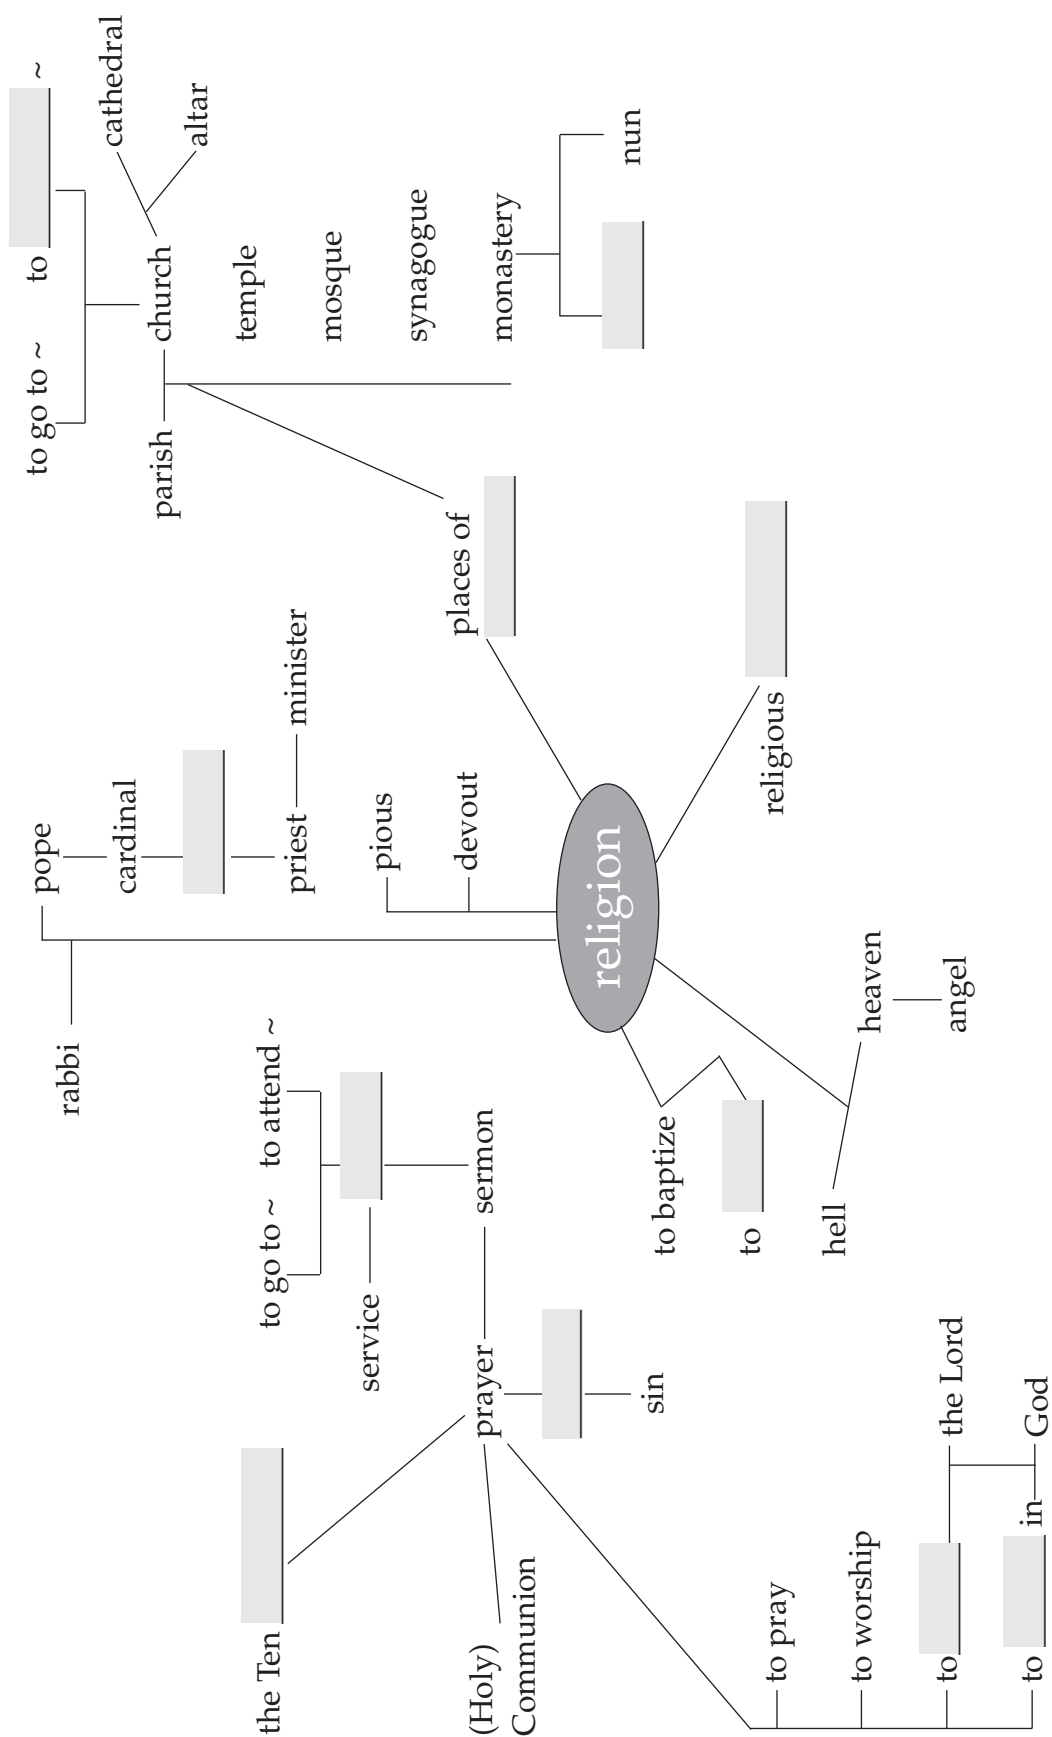 the Ten
(Holy)
Communion
to pray
to worship
to
to
in
the Lord
God
to go to ~
to attend ~
service
prayer
sermon
sin
rabbi
pope
cardinal
priest
minister
pious
devout
religion
to baptize
to
hell
heaven
angel
religious
places of
parish
church
to go to ~
to
~
cathedral
altar
temple
mosque
synagogue
monastery
nun